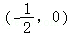 (-1/2, 0)